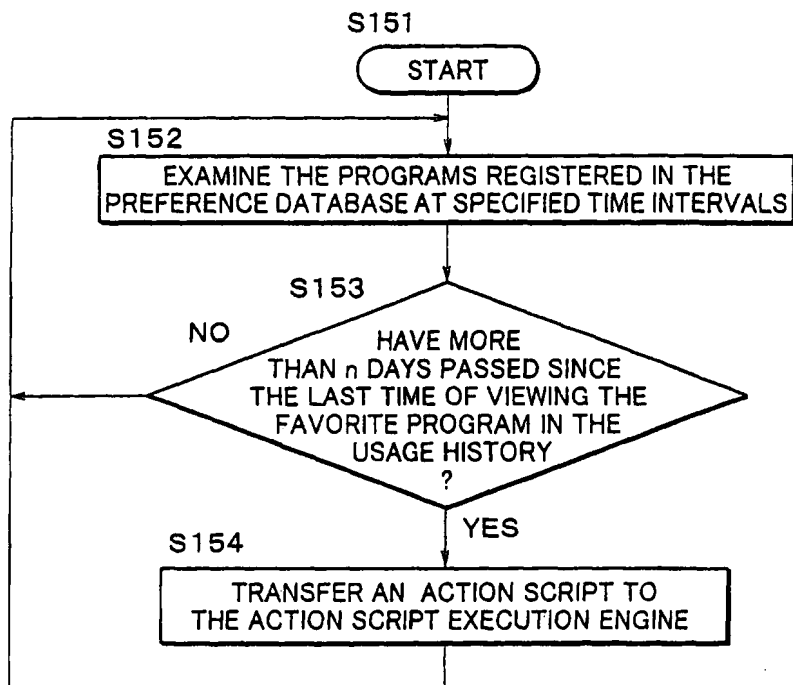 S151
START
S152
EXAMINE THE PROGRAMS REGISTERED IN THE
PREFERENCE DATABASE AT SPECIFIED TIME INTERVALS
S153
NO
HAVE MORE
THAN n DAYS PASSED SINCE
THE LAST TIME OF VIEWING THE
FAVORITE PROGRAM IN THE
USAGE HISTORY
?
YES
S154
TRANSFER AN ACTION SCRIPT TO
THE ACTION SCRIPT EXECUTION ENGINE